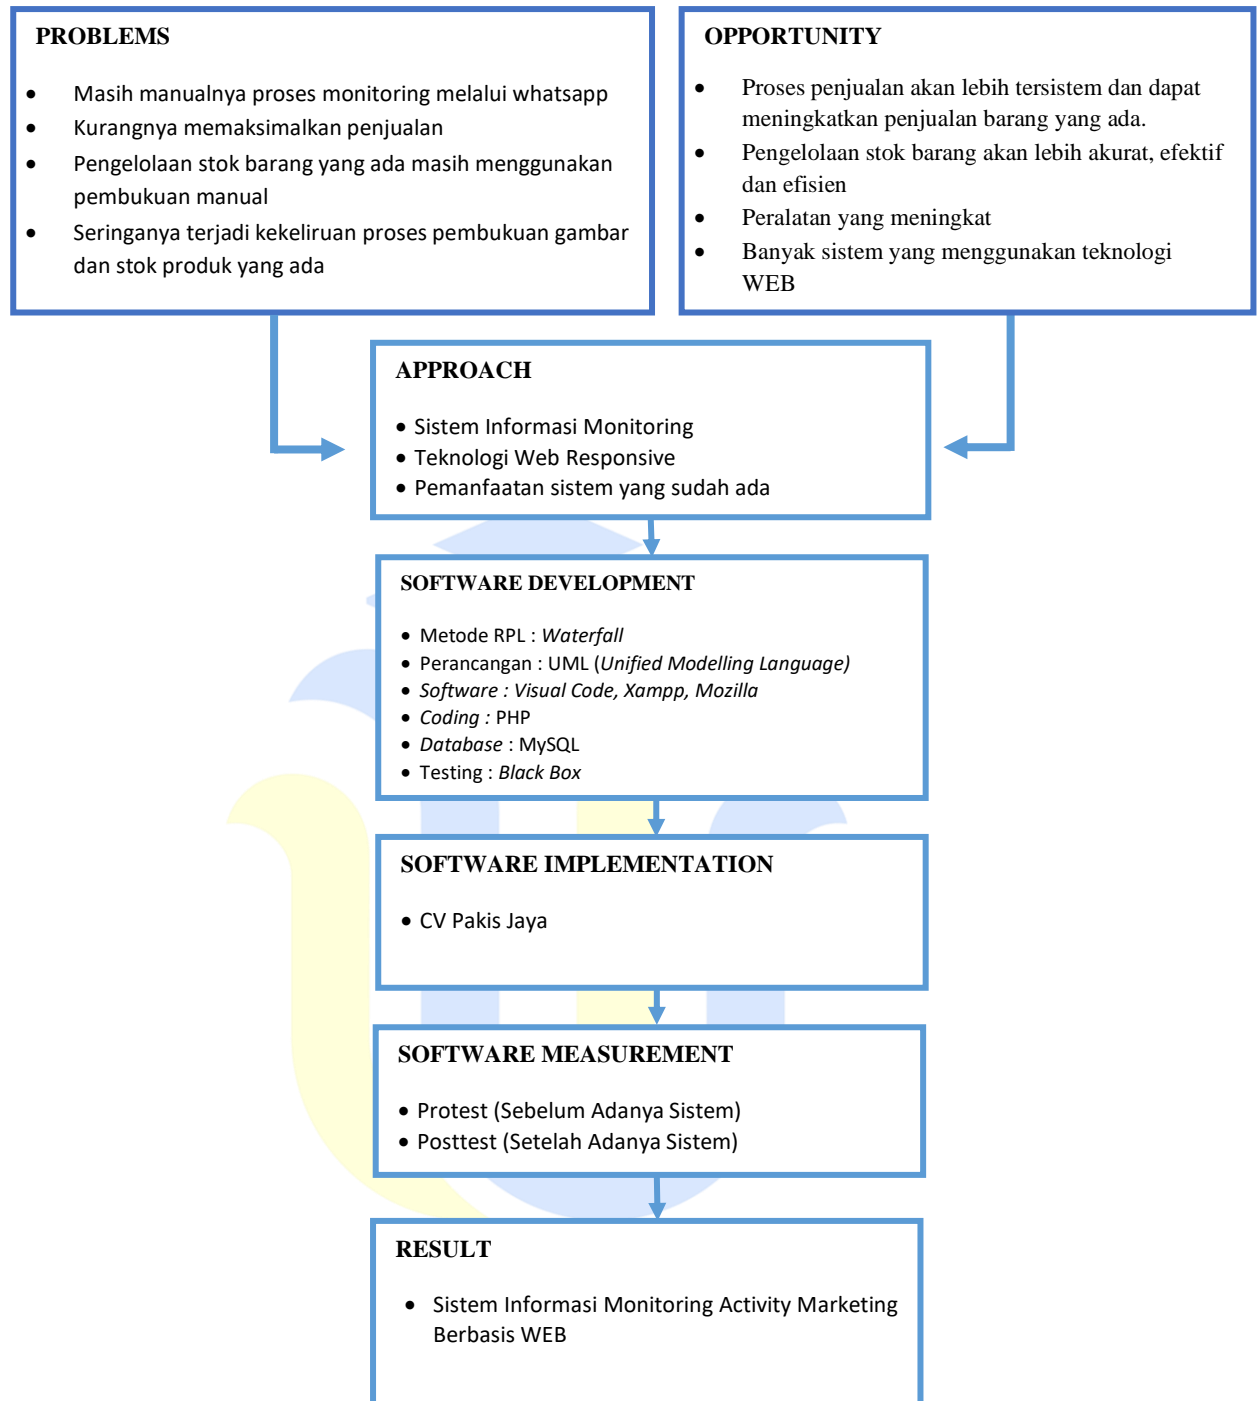 PROBLEMS
• Masih manualnya proses monitoring melalui whatsapp
• Kurangnya memaksimalkan penjualan
• Pengelolaan stok barang yang ada masih menggunakan
pembukuan manual
• Seringanya terjadi kekeliruan proses pembukuan gambar
dan stok produk yang ada
OPPORTUNITY
• Proses penjualan akan lebih tersistem dan dapat
meningkatkan penjualan barang yang ada.
• Pengelolaan stok barang akan lebih akurat, efektif
dan efisien
• Peralatan yang meningkat
• Banyak sistem yang menggunakan teknologi
WEB
APPROACH
• Sistem Informasi Monitoring
• Teknologi Web Responsive
• Pemanfaatan sistem yang sudah ada
SOFTWARE DEVELOPMENT
• Metode RPL : Waterfall
• Perancangan : UML (Unified Modelling Language)
• Software : Visual Code, Xampp, Mozilla
• Coding : PHP
• Database : MySQL
• Testing : Black Box
SOFTWARE IMPLEMENTATION
• CV Pakis Jaya
SOFTWARE MEASUREMENT
• Protest (Sebelum Adanya Sistem)
• Posttest (Setelah Adanya Sistem)
RESULT
• Sistem Informasi Monitoring Activity Marketing
Berbasis WEB